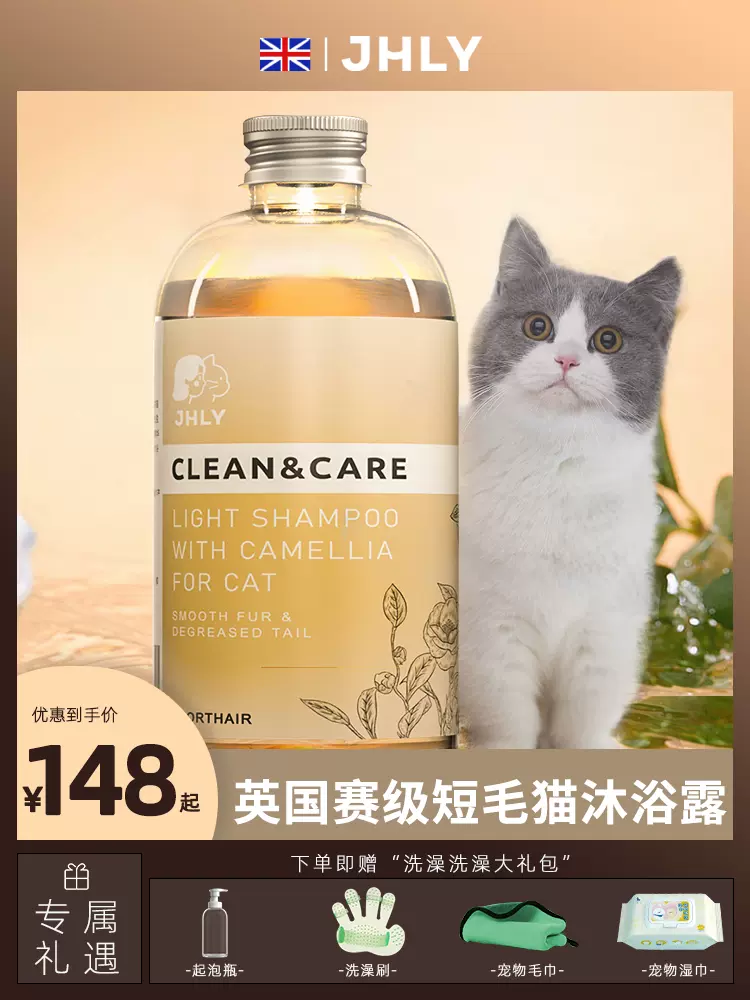 JHLY
JHLY
CLEAN&CARE
LIGHT SHAMPOO
WITH CAMELLIA
FOR CAT
SMOOTH FUR &
DEGREASED TAIL
ORTHAIR
优惠到手价
¥148起
英国赛级短毛猫沐浴露
下单即赠“洗澡洗澡大礼包”
专属
礼遇
-起泡瓶-
-洗澡刷-
-宠物毛巾-
-宠物湿巾-